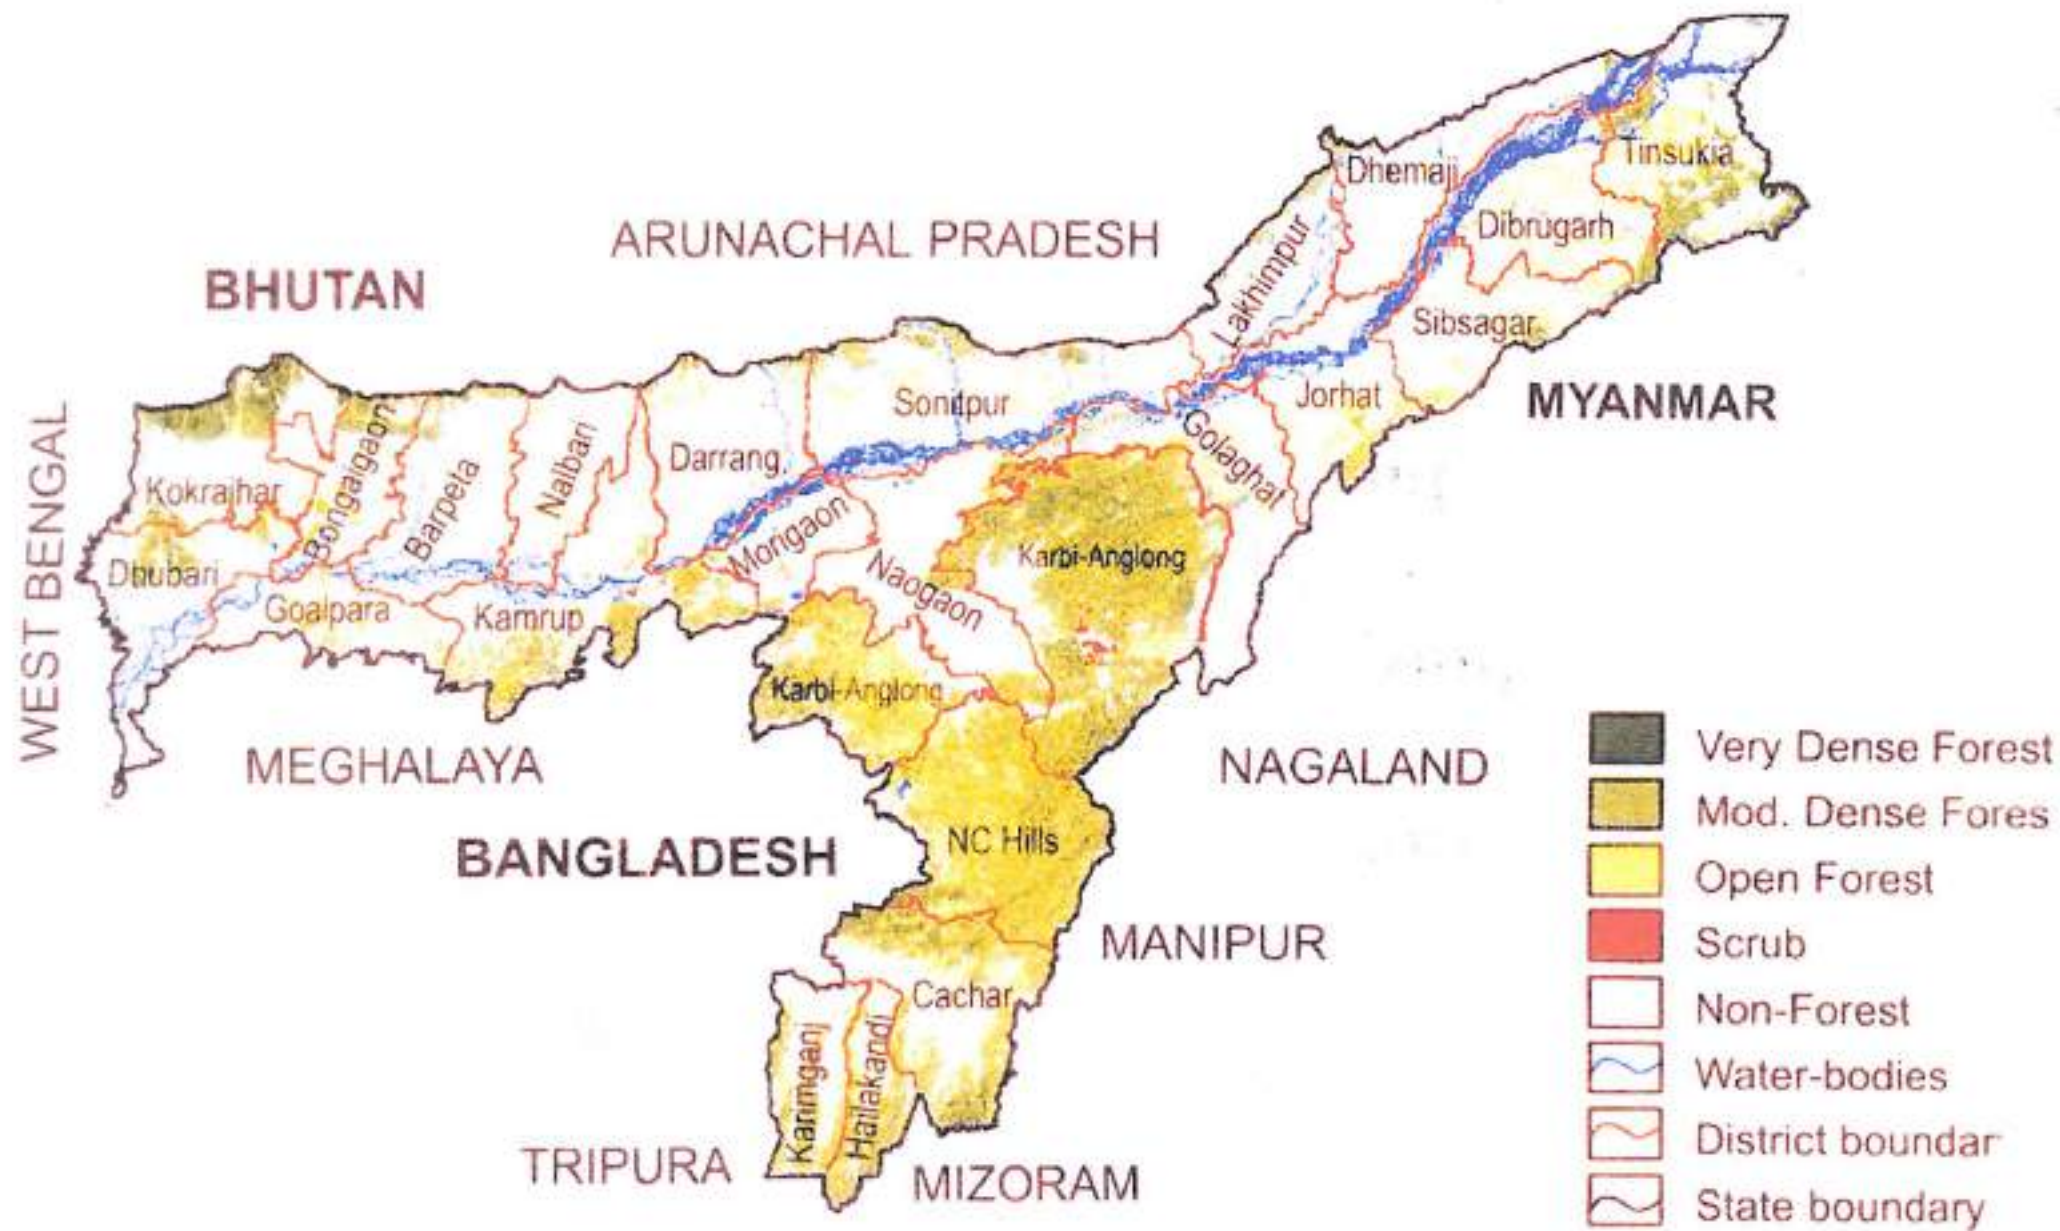 ARUNACHAL PRADESH
BHUTAN
WEST BENGAL
MYANMAR
MEGHALAYA
NAGALAND
BANGLADESH
MANIPUR
TRIPURA
MIZORAM
Tinsukia
Dhemaji
Dibrugarh
Lakhimpur
Sibsagar
Jorhat
Sonitpur
Golaghat
Darrang
Nalbari
Barpeta
Bongaigaon
Kokrajhar
Dhubari
Goalpara
Kamrup
Morigaon
Naogaon
Karbi-Anglong
Karbi-Anglong
NC Hills
Cachar
Karimganj
Hailakandi
Very Dense Forest
Mod. Dense Fores
Open Forest
Scrub
Non-Forest
Water-bodies
District boundar
State boundary